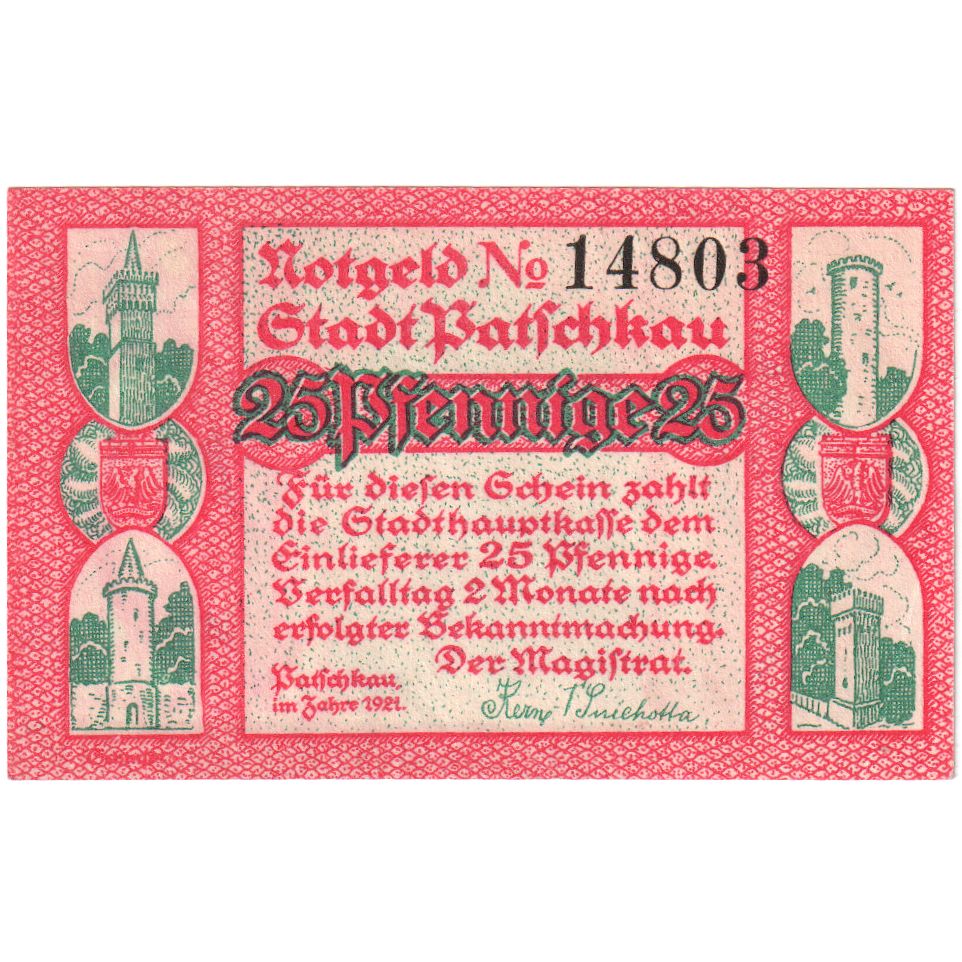 Notgeld No 14803
Stadt Patschkau
25 Pfennige 25
Für diesen Schein zahlt
die Stadthauptkasse dem
Einlieferer 25 Pfennige.
Verfalltag 2 Monate nach
erfolgter Bekanntmachung.
Der Magistrat.
Patschkau,
im Jahre 1921.